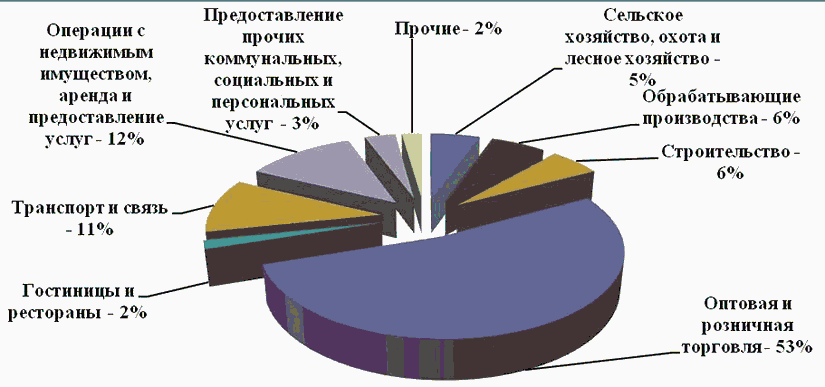 Операции с
недвижимым
имуществом,
аренда и
предоставление
услуг - 12%
Предоставление
прочих
коммунальных,
социальных и
персональных
услуг - 3%
Прочие - 2%
Сельское
хозяйство, охота и
лесное хозяйство -
5%
Обрабатывающие
производства - 6%
Строительство -
6%
Транспорт и связь
- 11%
Гостиницы и
рестораны - 2%
Оптовая и
розничная
торговля- 53%